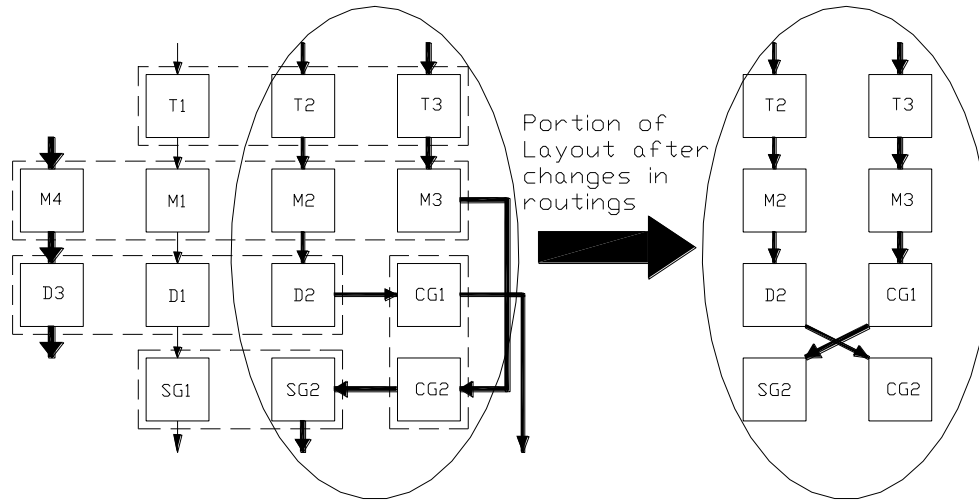 T1 T2 T3 T2 T3
Portion of
Layout after
changes in
routings
M4 M1 M2 M3 M2 M3
D3 D1 D2 CG1 D2 CG1
SG1 SG2 CG2 SG2 CG2